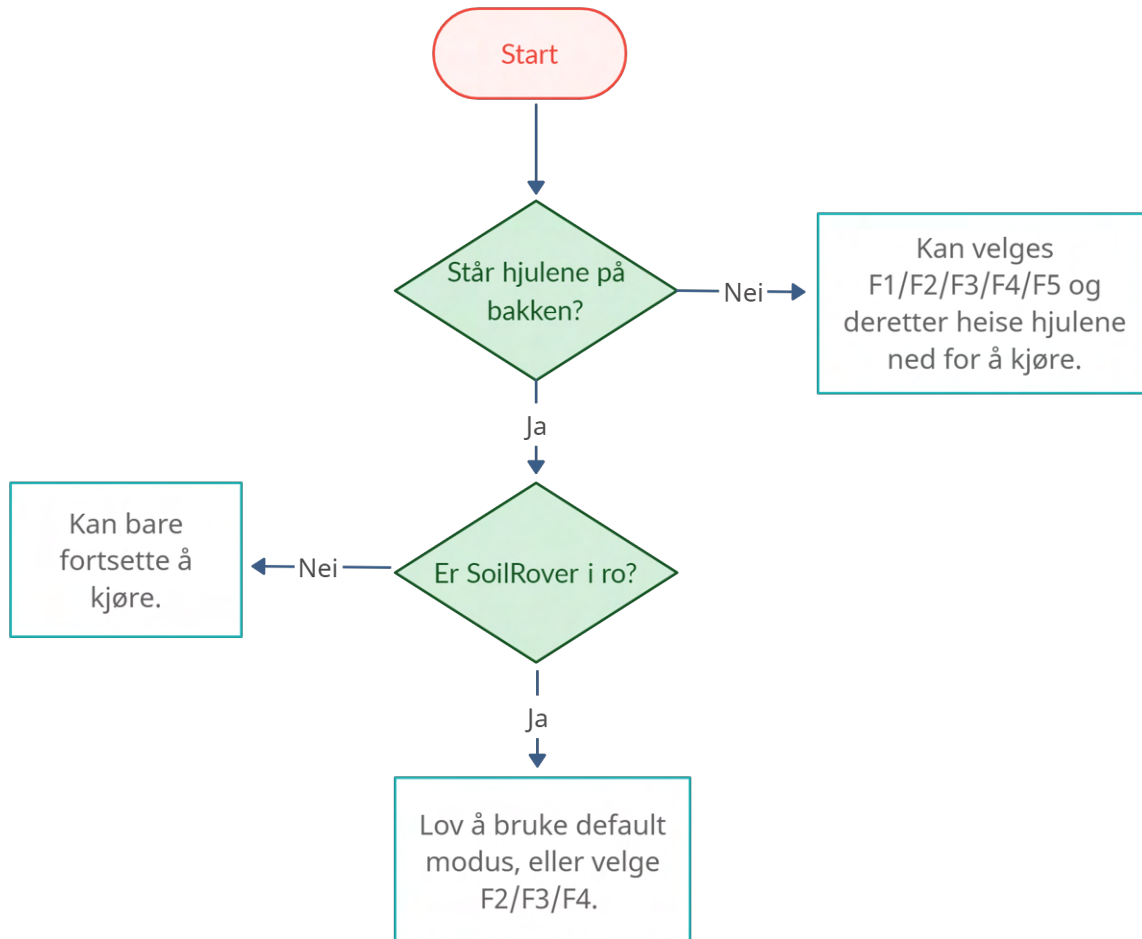 Start
Står hjulene på
bakken?
Nei
Kan velges
F1/F2/F3/F4/F5 og
deretter heise hjulene
ned for å kjøre.
Ja
Er SoilRover i ro?
Nei
Kan bare
fortsette å
kjøre.
Ja
Lov å bruke default
modus, eller velge
F2/F3/F4.